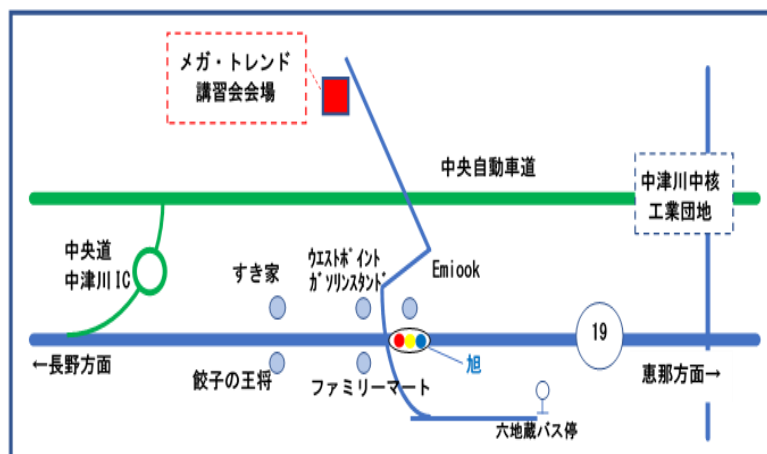 メガ・トレンド
講習会会場
中央自動車道
中津川中核
工業団地
中央道
中津川IC
すき家
ウエストポイント
ガソリンスタンド
Emiook
19
←長野方面
餃子の王将
ファミリーマート
旭
恵那方面→
六地蔵バス停